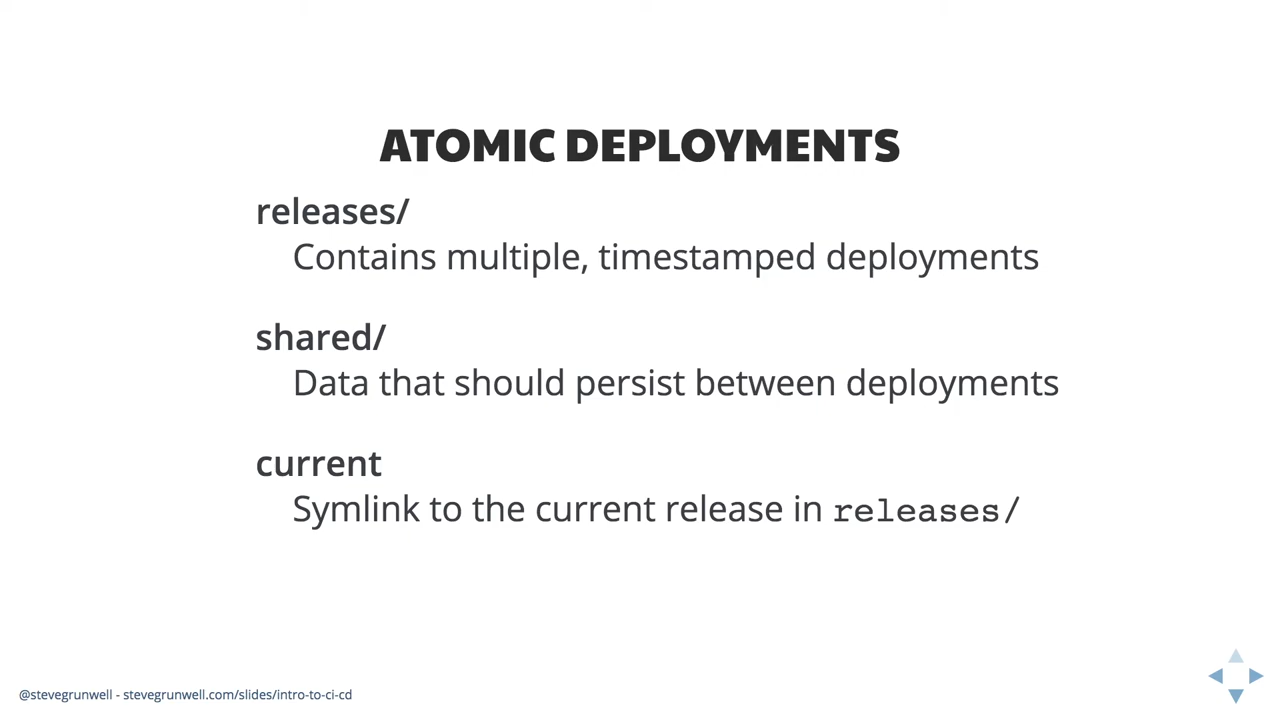 ATOMIC DEPLOYMENTS
releases/
Contains multiple, timestamped deployments
shared/
Data that should persist between deployments
current
Symlink to the current release in releases/
@stevegrunwell - stevegrunwell.com/slides/intro-to-ci-cd